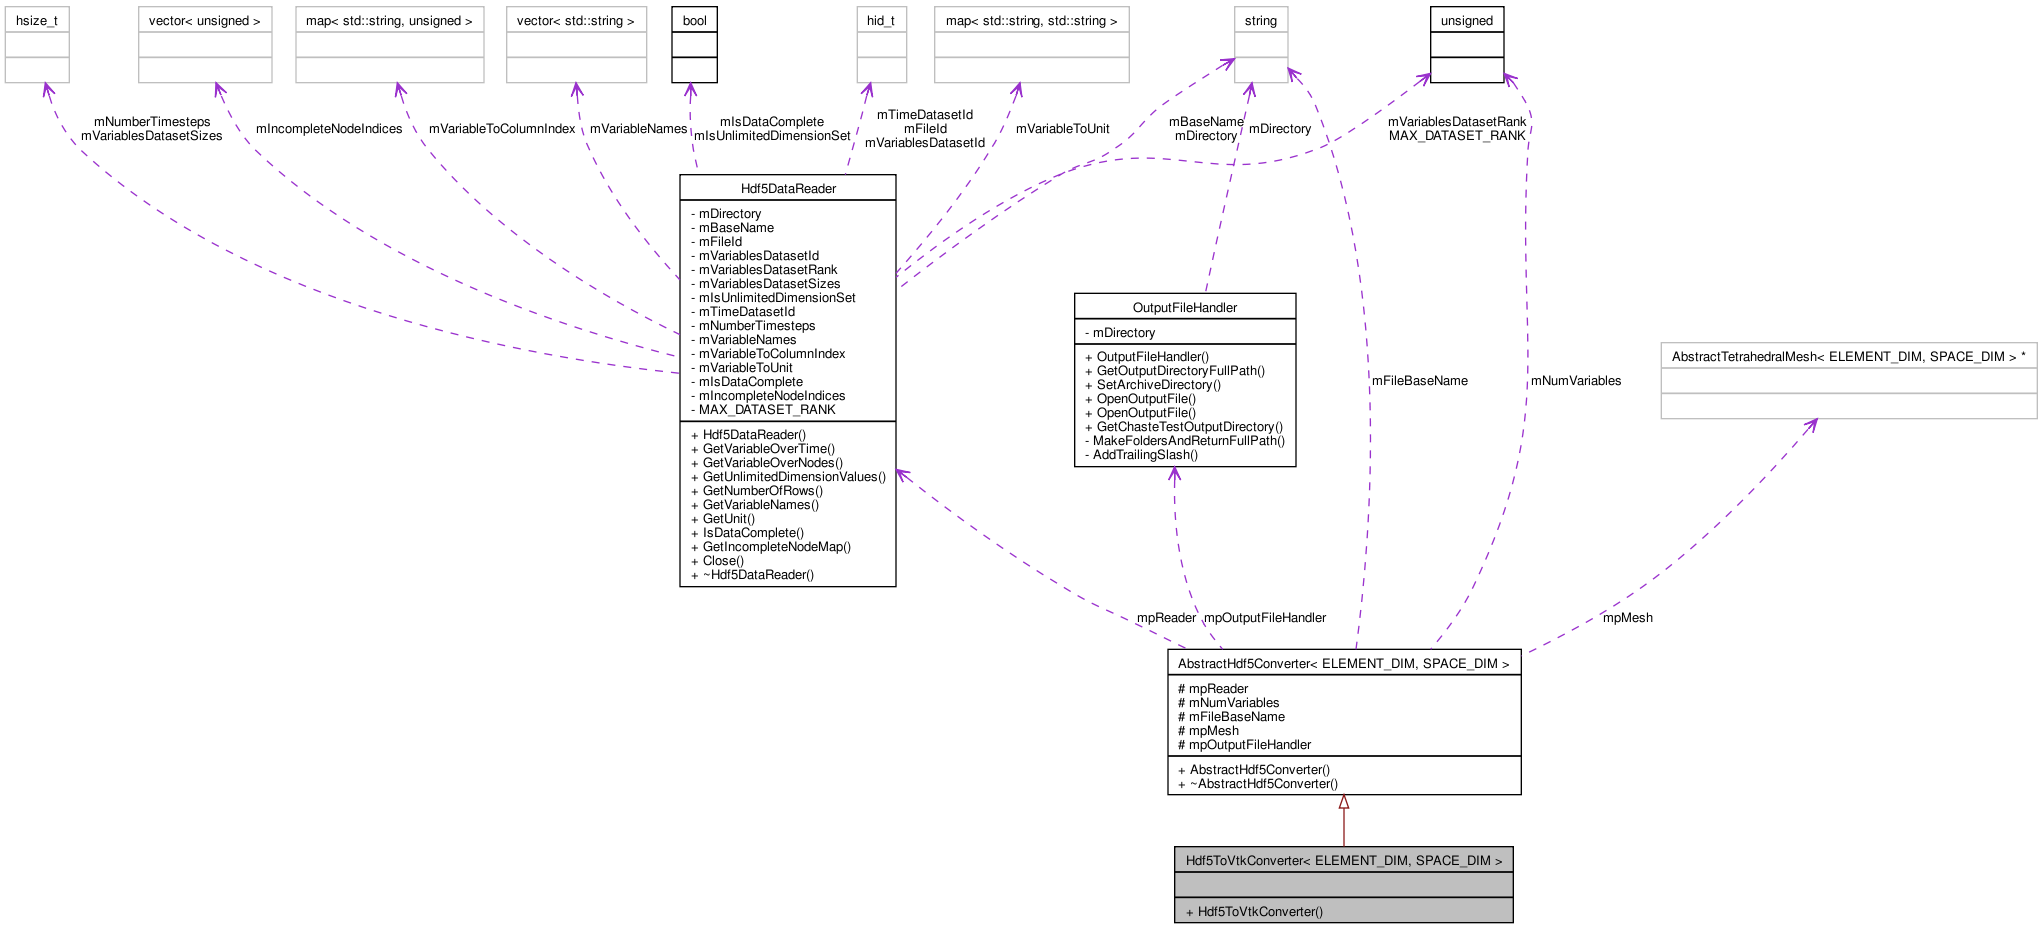 hsize_t
vector< unsigned >
map< std::string, unsigned >
vector< std::string >
bool
hid_t
map< std::string, std::string >
string
unsigned
mNumberTimesteps
mVariablesDatasetSizes
mIncompleteNodeIndices
mVariableToColumnIndex
mVariableNames
mIsDataComplete
mIsUnlimitedDimensionSet
mTimeDatasetId
mFileId
mVariablesDatasetId
mVariableToUnit
mBaseName
mDirectory
mDirectory
mVariablesDatasetRank
MAX_DATASET_RANK
Hdf5DataReader
- mDirectory
- mBaseName
- mFileId
- mVariablesDatasetId
- mVariablesDatasetRank
- mVariablesDatasetSizes
- mIsUnlimitedDimensionSet
- mTimeDatasetId
- mNumberTimesteps
- mVariableNames
- mVariableToColumnIndex
- mVariableToUnit
- mIsDataComplete
- mIncompleteNodeIndices
- MAX_DATASET_RANK
+ Hdf5DataReader()
+ GetVariableOverTime()
+ GetVariableOverNodes()
+ GetUnlimitedDimensionValues()
+ GetNumberOfRows()
+ GetVariableNames()
+ GetUnit()
+ IsDataComplete()
+ GetIncompleteNodeMap()
+ Close()
+ ~Hdf5DataReader()
OutputFileHandler
- mDirectory
+ OutputFileHandler()
+ GetOutputDirectoryFullPath()
+ SetArchiveDirectory()
+ OpenOutputFile()
+ OpenOutputFile()
+ GetChasteTestOutputDirectory()
- MakeFoldersAndReturnFullPath()
- AddTrailingSlash()
mFileBaseName
mNumVariables
AbstractTetrahedralMesh< ELEMENT_DIM, SPACE_DIM > *
mpReader
mpOutputFileHandler
mpMesh
AbstractHdf5Converter< ELEMENT_DIM, SPACE_DIM >
# mpReader
# mNumVariables
# mFileBaseName
# mpMesh
# mpOutputFileHandler
+ AbstractHdf5Converter()
+ ~AbstractHdf5Converter()
Hdf5ToVtkConverter< ELEMENT_DIM, SPACE_DIM >
+ Hdf5ToVtkConverter()